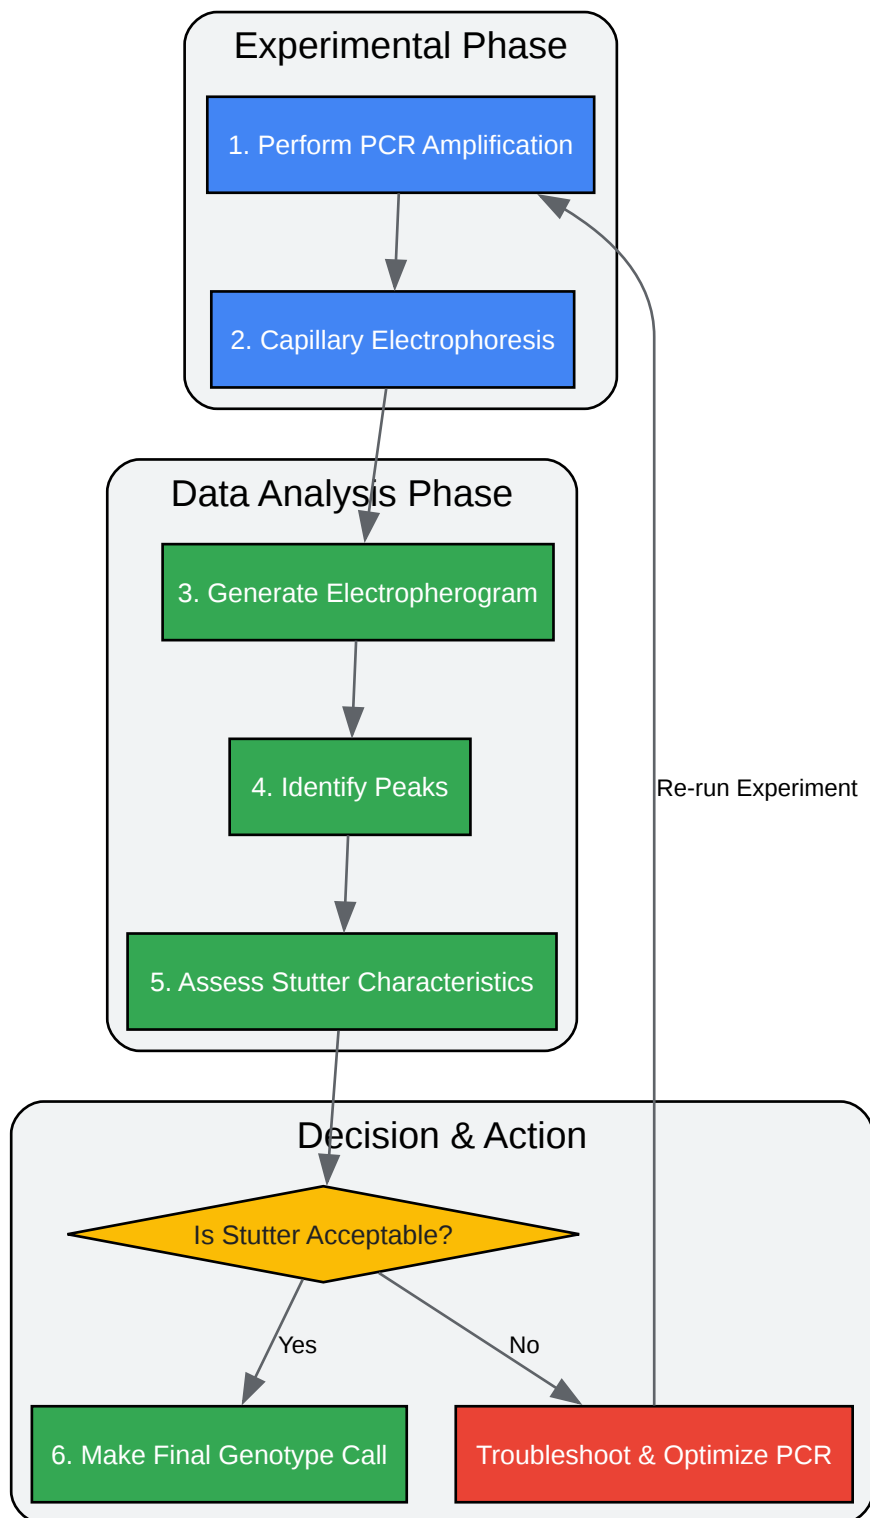 Experimental Phase
1. Perform PCR Amplification
2. Capillary Electrophoresis
Data Analysis Phase
3. Generate Electropherogram
4. Identify Peaks
Re-run Experiment
5. Assess Stutter Characteristics
Decision & Action
Is Stutter Acceptable?
Yes
No
6. Make Final Genotype Call
Troubleshoot & Optimize PCR